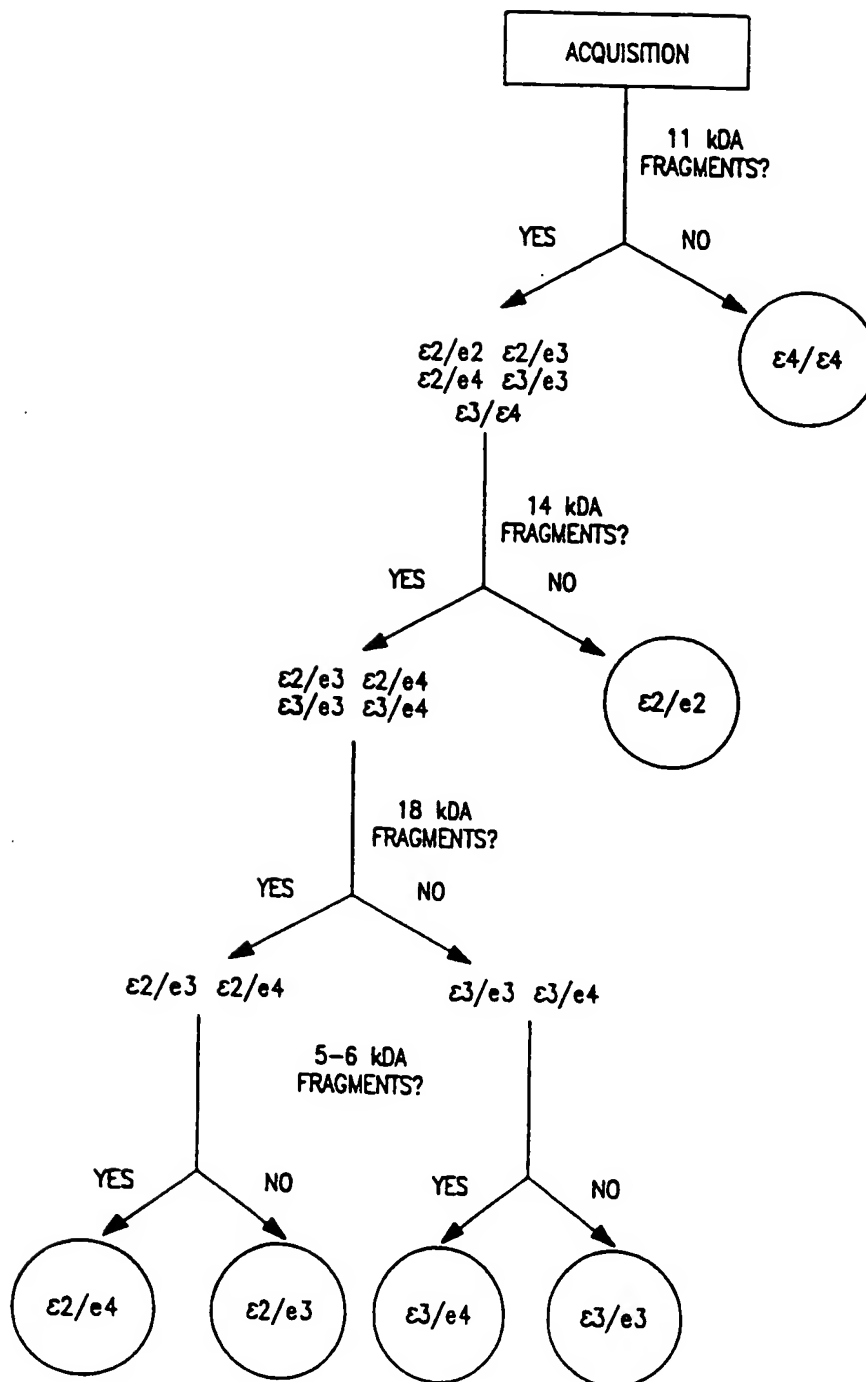 ACQUISITION
11 kDA
FRAGMENTS?
YES NO
ε2/e2 ε2/e3
ε2/e4 ε3/e3
ε3/ε4
ε4/ε4
14 kDA
FRAGMENTS?
YES NO
ε2/e3 ε2/e4
ε3/e3 ε3/e4
ε2/e2
18 kDA
FRAGMENTS?
YES NO
ε2/e3 ε2/e4
ε3/e3 ε3/e4
5-6 kDA
FRAGMENTS?
YES NO
YES NO
ε2/e4
ε2/e3
ε3/e4
ε3/e3